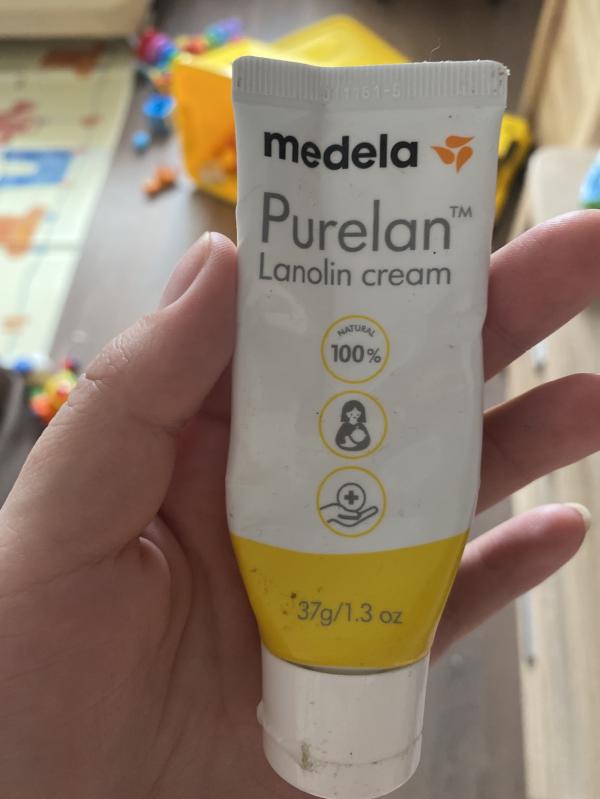 medela
Purelan™
Lanolin cream
NATURAL
100%
37g/1.3 oz